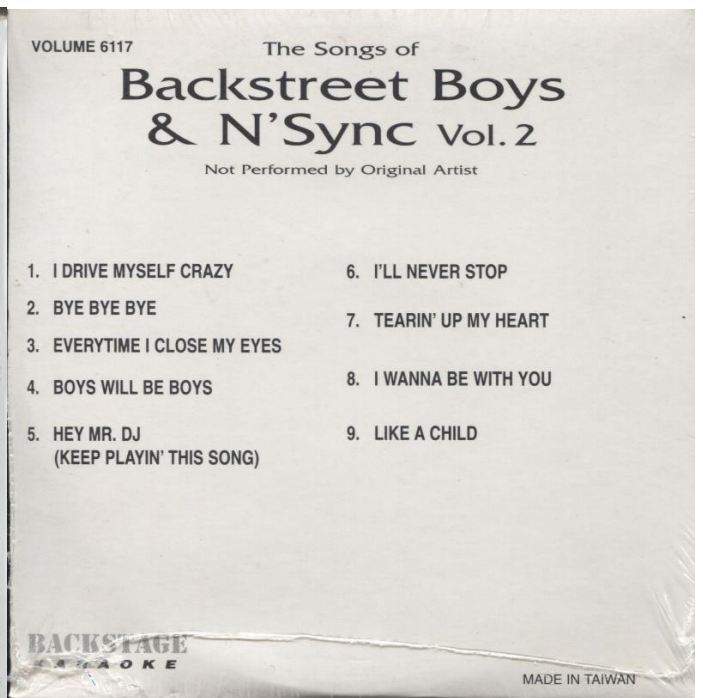 VOLUME 6117
The Songs of
Backstreet Boys
& N'Sync Vol. 2
Not Performed by Original Artist
1. I DRIVE MYSELF CRAZY
2. BYE BYE BYE
3. EVERYTIME I CLOSE MY EYES
4. BOYS WILL BE BOYS
5. HEY MR. DJ
(KEEP PLAYIN' THIS SONG)
6. I'LL NEVER STOP
7. TEARIN' UP MY HEART
8. I WANNA BE WITH YOU
9. LIKE A CHILD
BACKSTAGE
KARAOKE
MADE IN TAIWAN